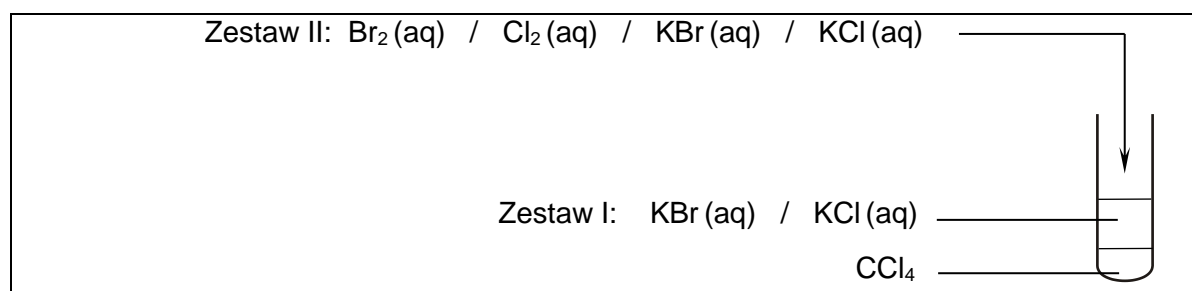 Zestaw II: Br₂ (aq) / Cl₂ (aq) / KBr (aq) / KCl (aq)
Zestaw I: KBr (aq) / KCl (aq)
CCl₄